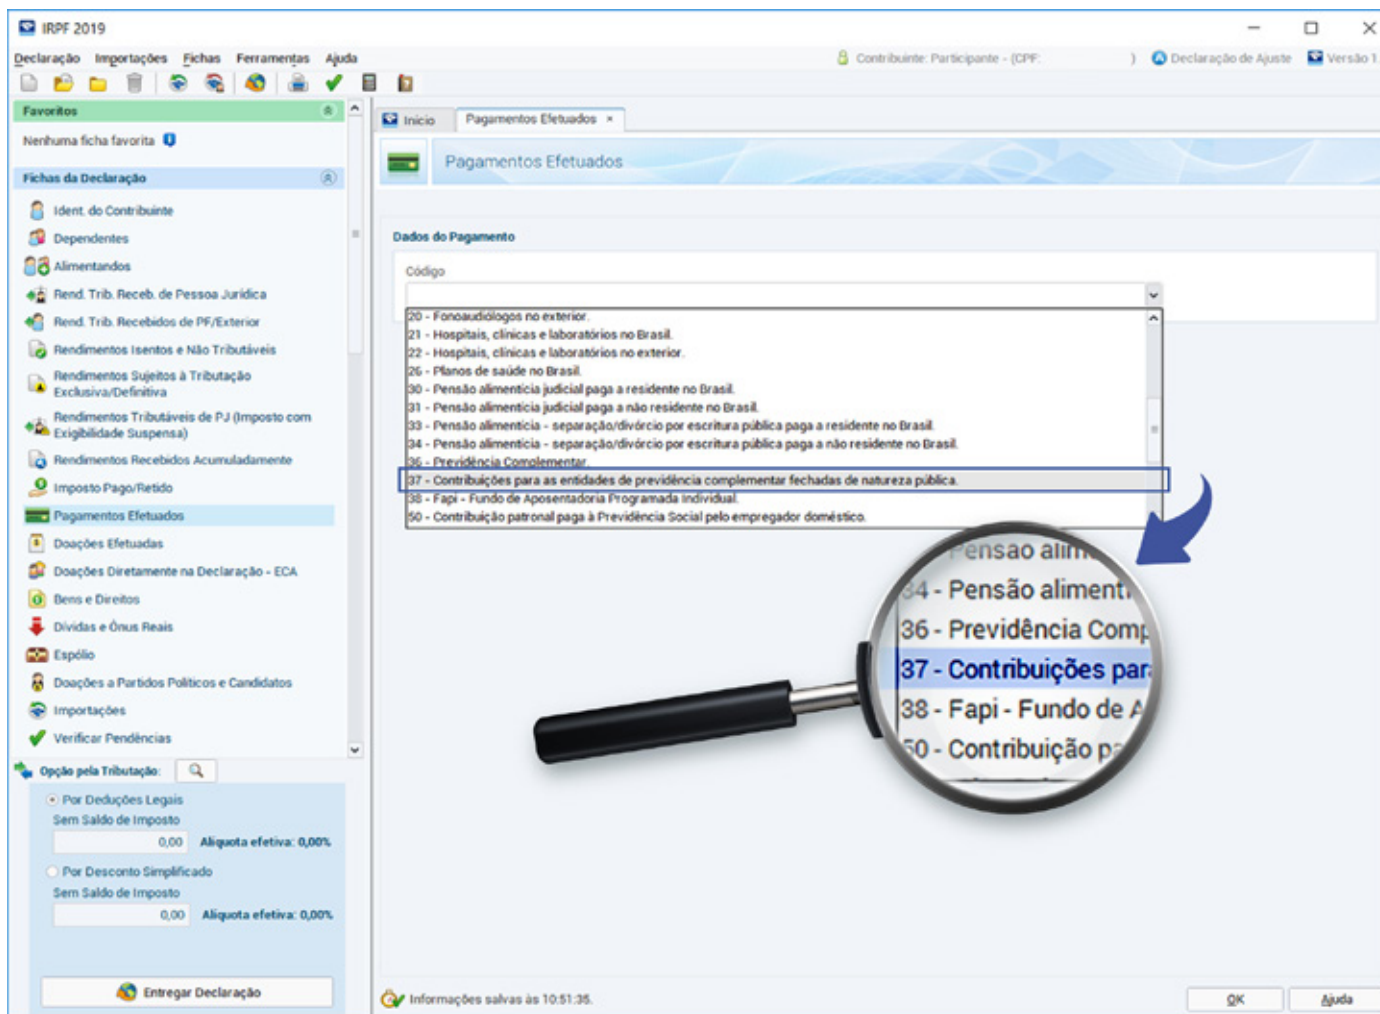 IRPF 2019
Declaração Importações Fichas Ferramentas Ajuda
Contribuinte: Participante - (CPF: ) Declaração de Ajuste Versão 1.
Favoritos
Nenhuma ficha favorita
Fichas da Declaração
Ident. do Contribuinte
Dependentes
Alimentandos
Rend. Trib. Receb. de Pessoa Jurídica
Rend. Trib. Recebidos de PF/Exterior
Rendimentos Isentos e Não Tributáveis
Rendimentos Sujeitos à Tributação
Exclusiva/Definitiva
Rendimentos Tributáveis de PJ (Imposto com
Exigibilidade Suspensa)
Rendimentos Recebidos Acumuladamente
Imposto Pago/Retido
Pagamentos Efetuados
Doações Efetuadas
Doações Diretamente na Declaração - ECA
Bens e Direitos
Dívidas e Ônus Reais
Espólio
Doações a Partidos Políticos e Candidatos
Importações
Verificar Pendências
Opção pela Tributação:
Por Deduções Legais
Sem Saldo de Imposto
0,00 Alíquota efetiva: 0,00%
Por Desconto Simplificado
Sem Saldo de Imposto
0,00 Alíquota efetiva: 0,00%
Entregar Declaração
Início Pagamentos Efetuados ×
Pagamentos Efetuados
Dados do Pagamento
Código
20 - Fonoaudiólogos no exterior.
21 - Hospitais, clínicas e laboratórios no Brasil.
22 - Hospitais, clínicas e laboratórios no exterior.
26 - Planos de saúde no Brasil.
30 - Pensão alimentícia judicial paga a residente no Brasil.
31 - Pensão alimentícia judicial paga a não residente no Brasil.
33 - Pensão alimentícia - separação/divórcio por escritura pública paga a residente no Brasil.
34 - Pensão alimentícia - separação/divórcio por escritura pública paga a não residente no Brasil.
36 - Previdência Complementar.
37 - Contribuições para as entidades de previdência complementar fechadas de natureza pública.
38 - Fapi - Fundo de Aposentadoria Programada Individual.
50 - Contribuição patronal paga à Previdência Social pelo empregador doméstico.
Pensão alim
34 - Pensão alimentí
36 - Previdência Comp
37 - Contribuições para
38 - Fapi - Fundo de A
50 - Contribuição pa
Informações salvas às 10:51:35.
OK Ajuda